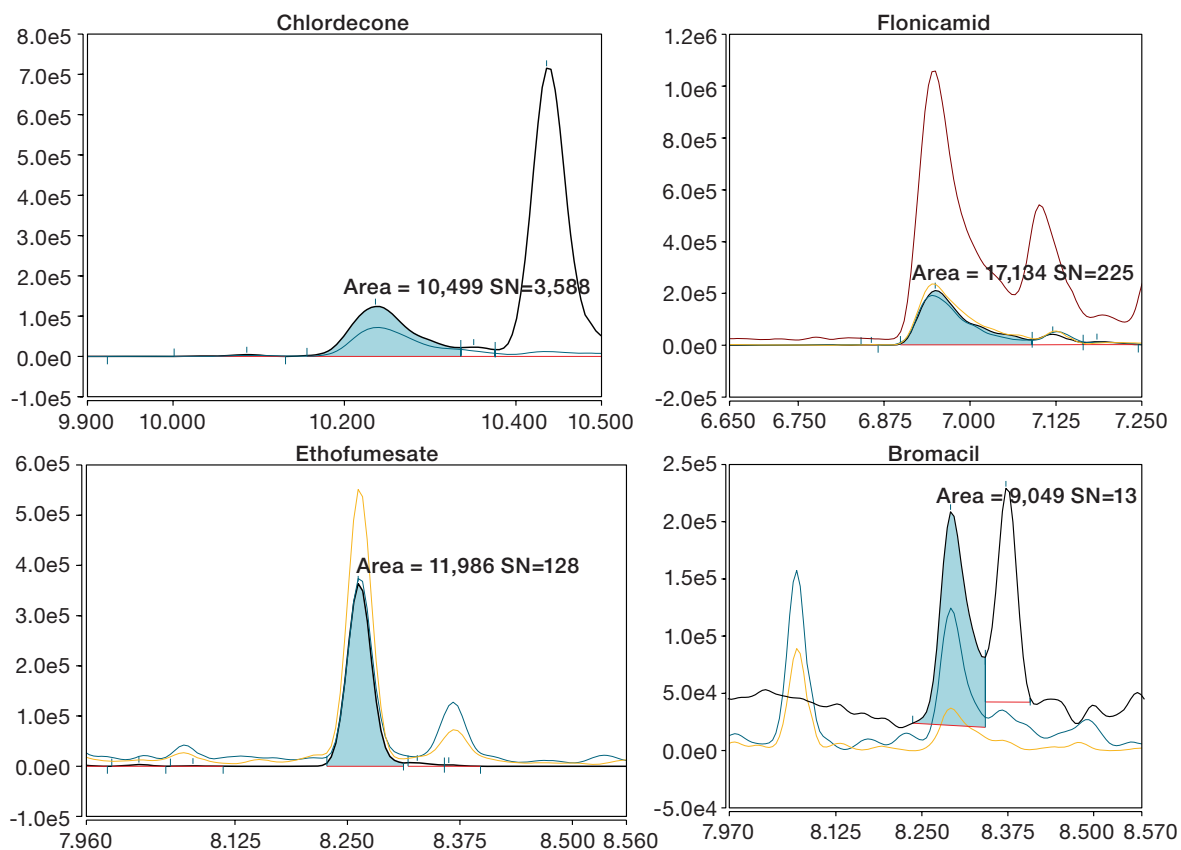 Chlordecone
8.0e5
7.0e5
6.0e5
5.0e5
4.0e5
3.0e5
2.0e5
1.0e5
0.0e0
-1.0e5
Area = 10,499 SN=3,588
9.900 10.000 10.200 10.400 10.500
Flonicamid
1.2e6
1.0e6
8.0e5
6.0e5
4.0e5
2.0e5
0.0e0
-2.0e5
Area = 17,134 SN=225
6.650 6.750 6.875 7.000 7.125 7.250
Ethofumesate
6.0e5
5.0e5
4.0e5
3.0e5
2.0e5
1.0e5
0.0e0
-1.0e5
Area = 11,986 SN=128
7.960 8.125 8.250 8.375 8.500 8.560
Bromacil
2.5e5
2.0e5
1.5e5
1.0e5
5.0e4
0.0e0
-5.0e4
Area = 9,049 SN=13
7.970 8.125 8.250 8.375 8.500 8.570